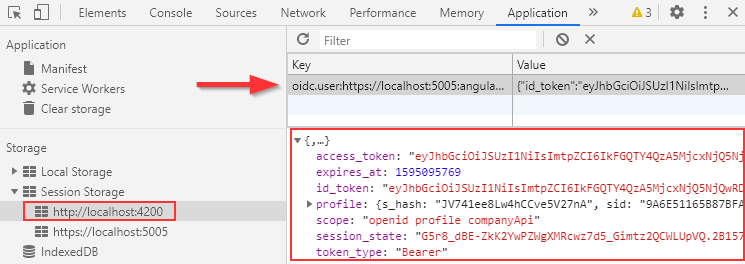 Elements Console Sources Network Performance Memory Application » 3
Application
Manifest
Service Workers
Clear storage
Storage
Local Storage
Session Storage
http://localhost:4200
https://localhost:5005
IndexedDB
Filter
Key Value
oidc.user:https://localhost:5005:angula... {"id_token":"eyJhbGciOiJSUzI1NiIsImtp...
{,…}
access_token: "eyJhbGciOiJSUzI1NiIsImtpZCI6IkFGQTY4QzA5MjcxNjQ5Nj
expires_at: 1595095769
id_token: "eyJhbGciOiJSUzI1NiIsImtpZCI6IkFGQTY4QzA5MjcxNjQ5NjQwRD
profile: {s_hash: "JV741ee8Lw4hCCve5V27nA", sid: "9A6E51165B87BFA
scope: "openid profile companyApi"
session_state: "G5r8_dBE-ZkK2YwPZWgXMRcwz7d5_Gimtz2QCWLUpVQ.2B157
token_type: "Bearer"